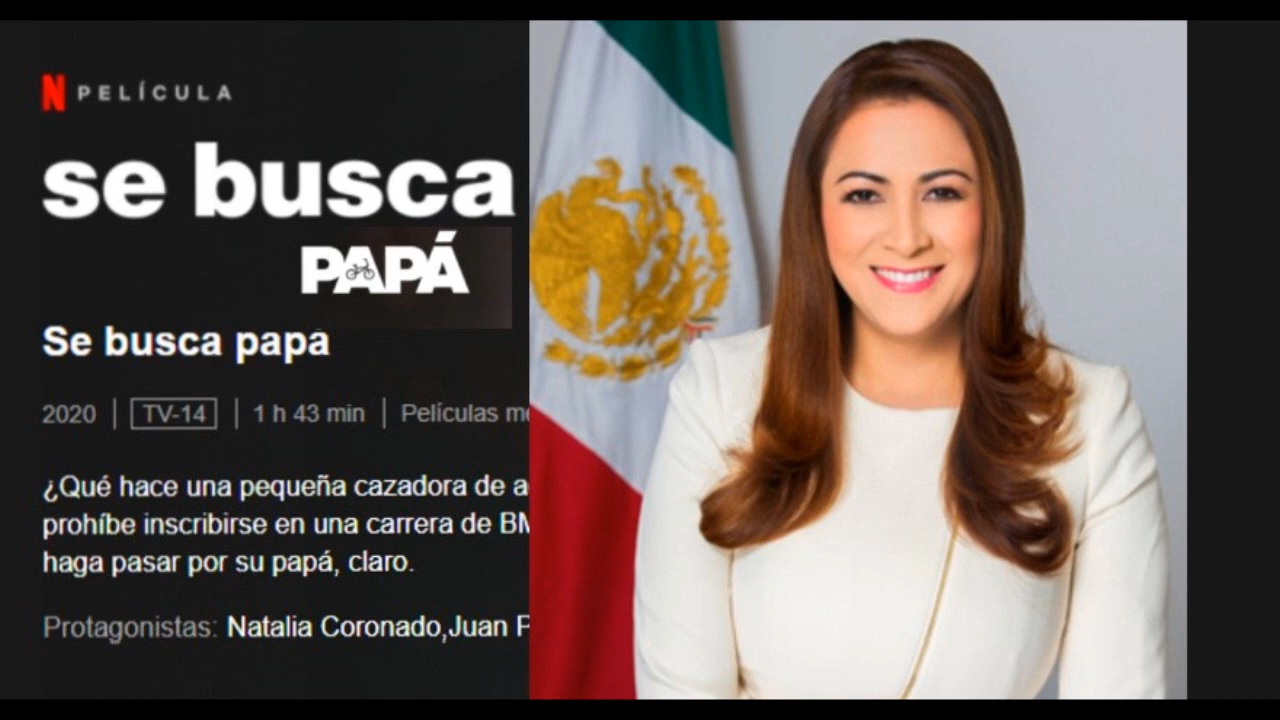 N PELÍCULA
se busca
PAPÁ
Se busca papá
2020 | TV-14 | 1 h 43 min | Películas
¿Qué hace una pequeña cazadora de
prohíbe inscribirse en una carrera de
haga pasar por su papá, claro.
Protagonistas: Natalia Coronado,Juan